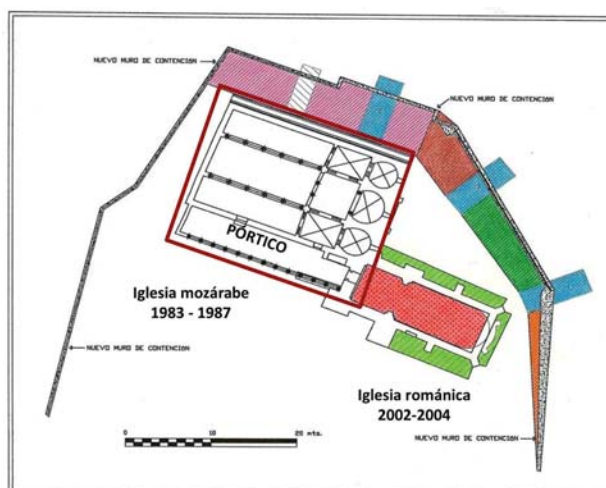 NUEVO MURO DE CONTENCION
NUEVO MURO DE CONTENCION
PÓRTICO
Iglesia mozárabe
1983 - 1987
NUEVO MURO DE CONTENCION
Iglesia románica
2002-2004
0 10 20 mts.
NUEVO MURO DE CONTENCION